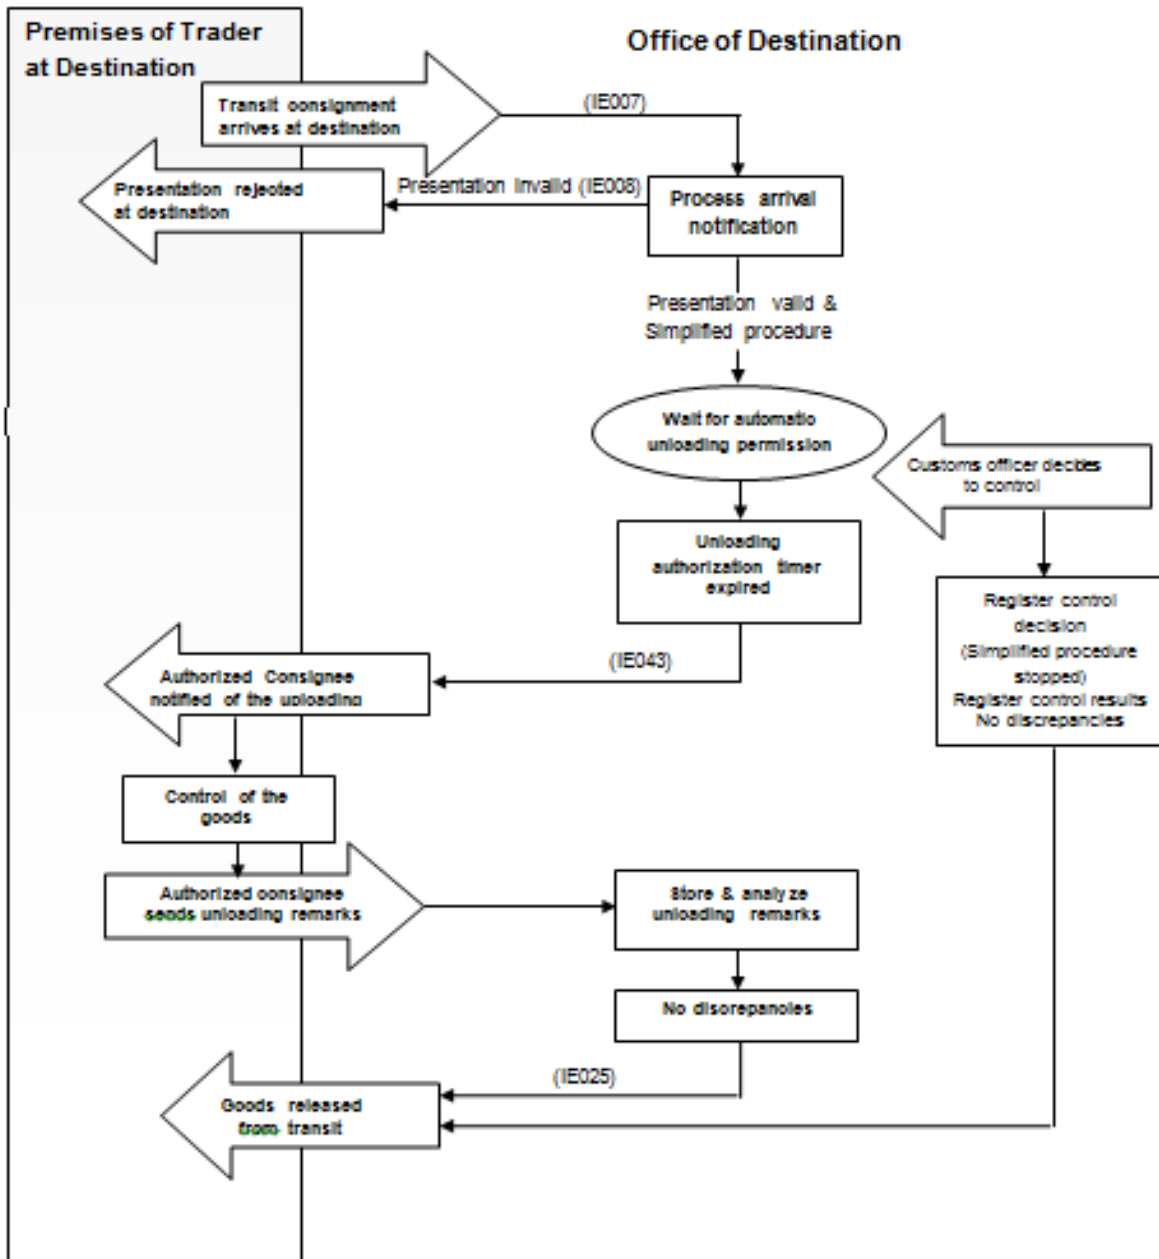 Premises of Trader
at Destination
Office of Destination
Transit consignment
arrives at destination
(IE007)
Presentation rejected
at destination
Presentation Invalid (IE008)
Process arrival
notification
Presentation valid &
Simplified procedure
Wait for automatic
unloading permission
Customs officer decides
to control
Unloading
authorization timer
expired
Register control
decision
(Simplified procedure
stopped)
Register control results
No discrepancies
(IE043)
Authorized Consignee
notified of the uploading
Control of the
goods
Authorized consignee
sends unloading remarks
Store & analyze
unloading remarks
No discrepancies
(IE025)
Goods released
from transit